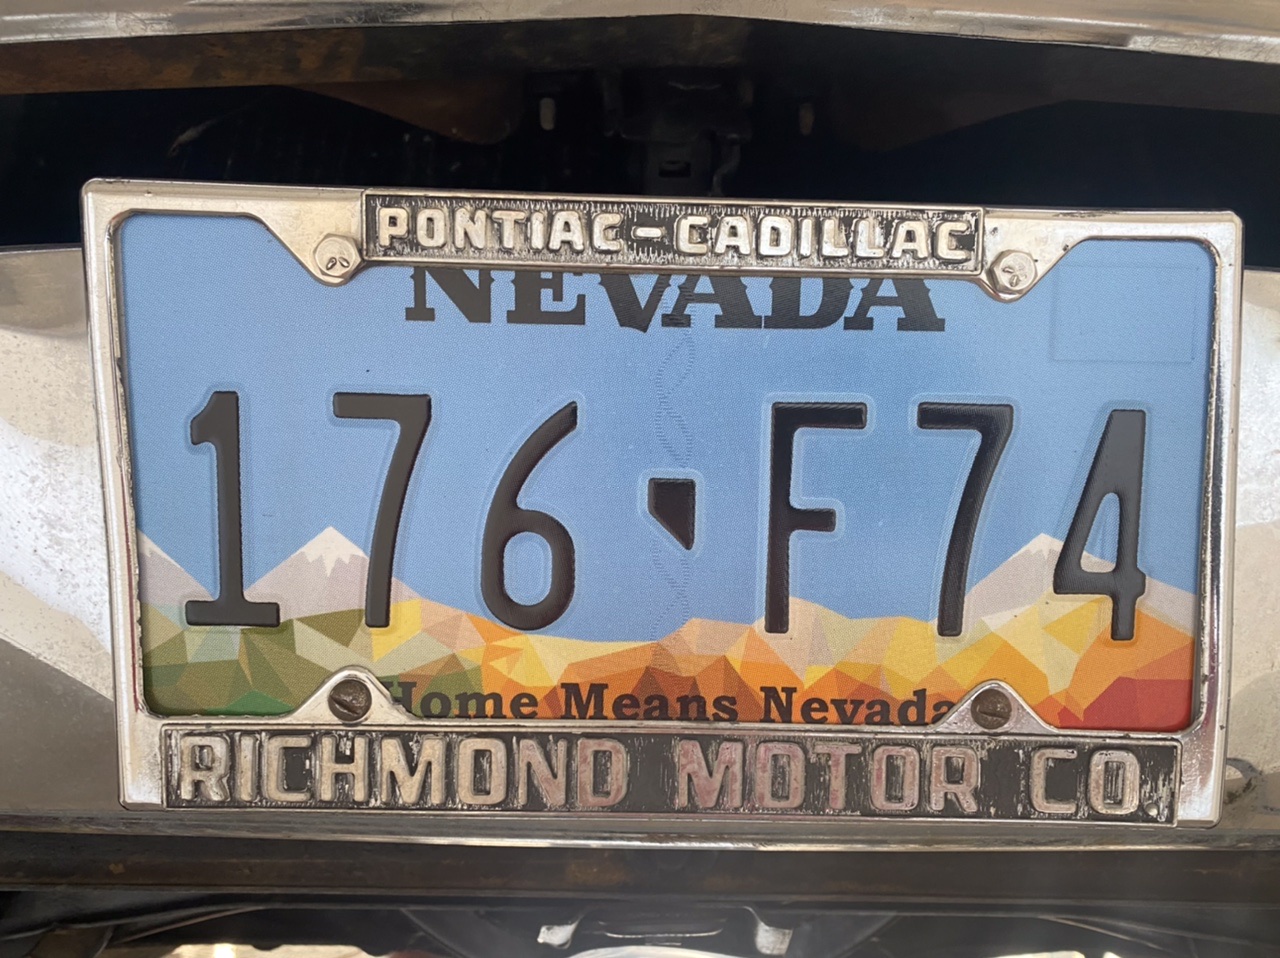 PONTIAC-CADILLAC
NEVADA
176 F74
Home Means Nevada
RICHMOND MOTOR CO.